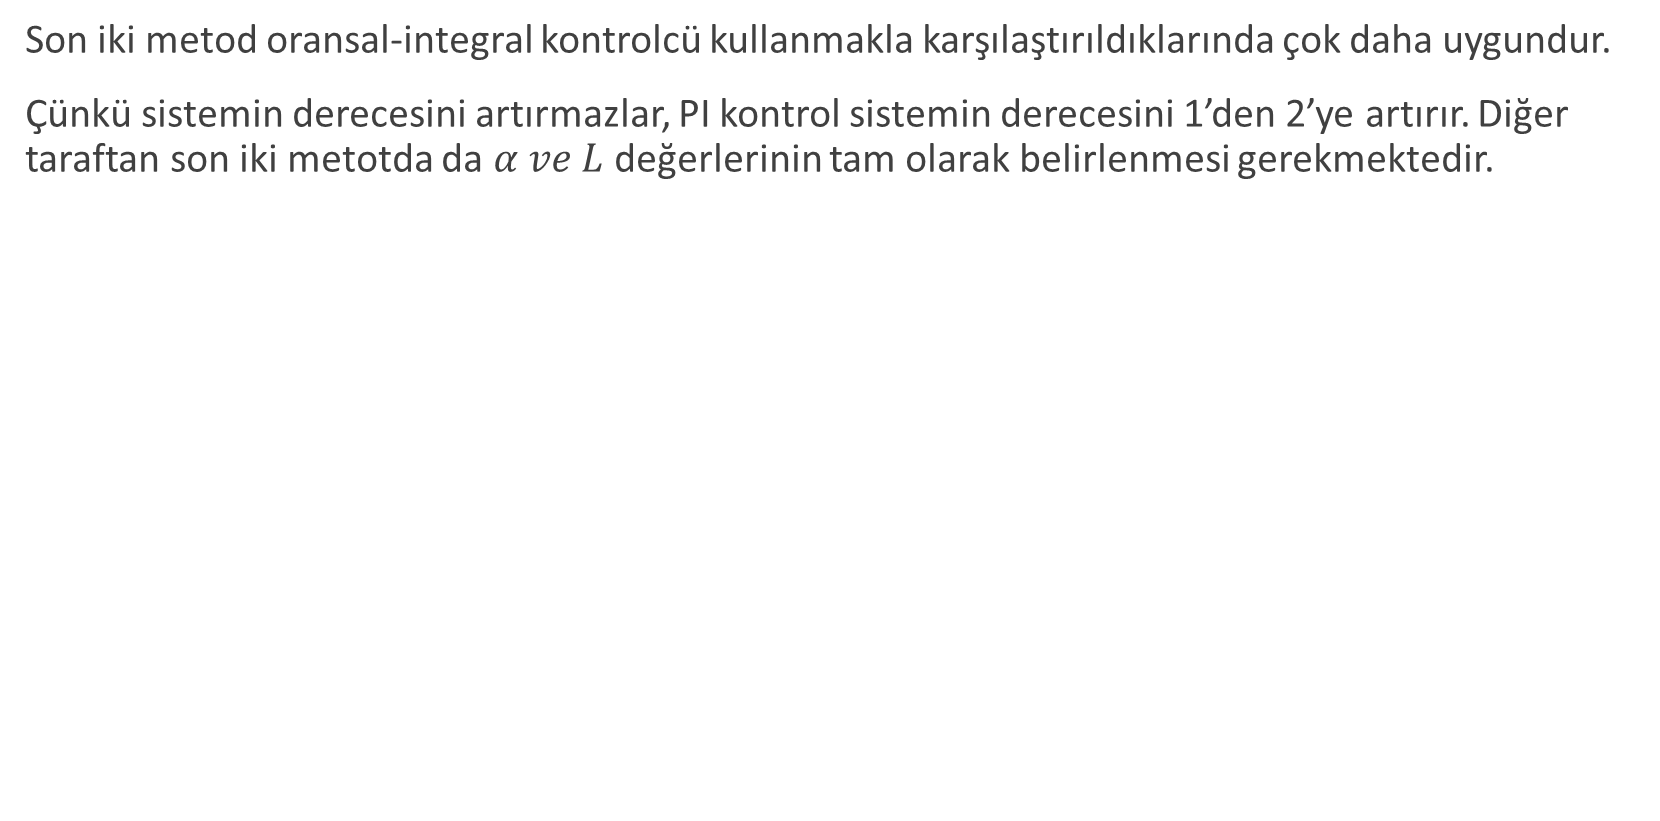 Son iki metod oransal-integral kontrolcü kullanmakla karşılaştırıldıklarında çok daha uygundur.
Çünkü sistemin derecesini artırmazlar, PI kontrol sistemin derecesini 1’den 2’ye artırır. Diğer
taraftan son iki metotda da α ve L değerlerinin tam olarak belirlenmesi gerekmektedir.